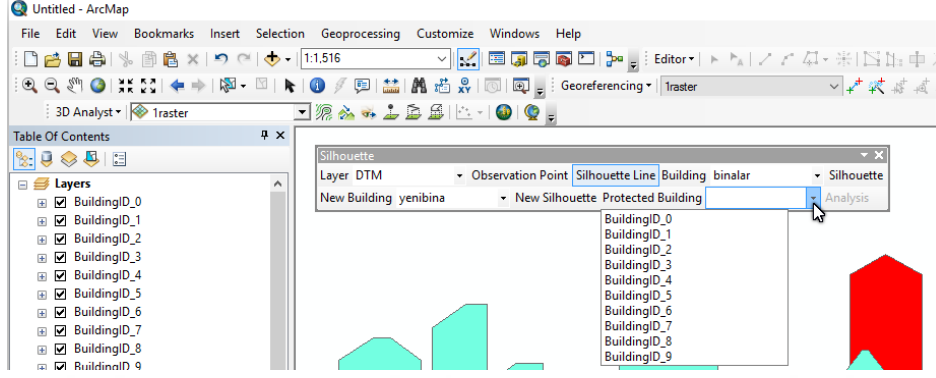 Untitled - ArcMap
File Edit View Bookmarks Insert Selection Geoprocessing Customize Windows Help
1:1,516 Editor
Georeferencing 1raster
3D Analyst 1raster
Table Of Contents
Layers
BuildingID_0
BuildingID_1
BuildingID_2
BuildingID_3
BuildingID_4
BuildingID_5
BuildingID_6
BuildingID_7
BuildingID_8
BuildingID_9
Silhouette
Layer DTM Observation Point Silhouette Line Building binalar Silhouette
New Building yenibina New Silhouette Protected Building Analysis
BuildingID_0
BuildingID_1
BuildingID_2
BuildingID_3
BuildingID_4
BuildingID_5
BuildingID_6
BuildingID_7
BuildingID_8
BuildingID_9